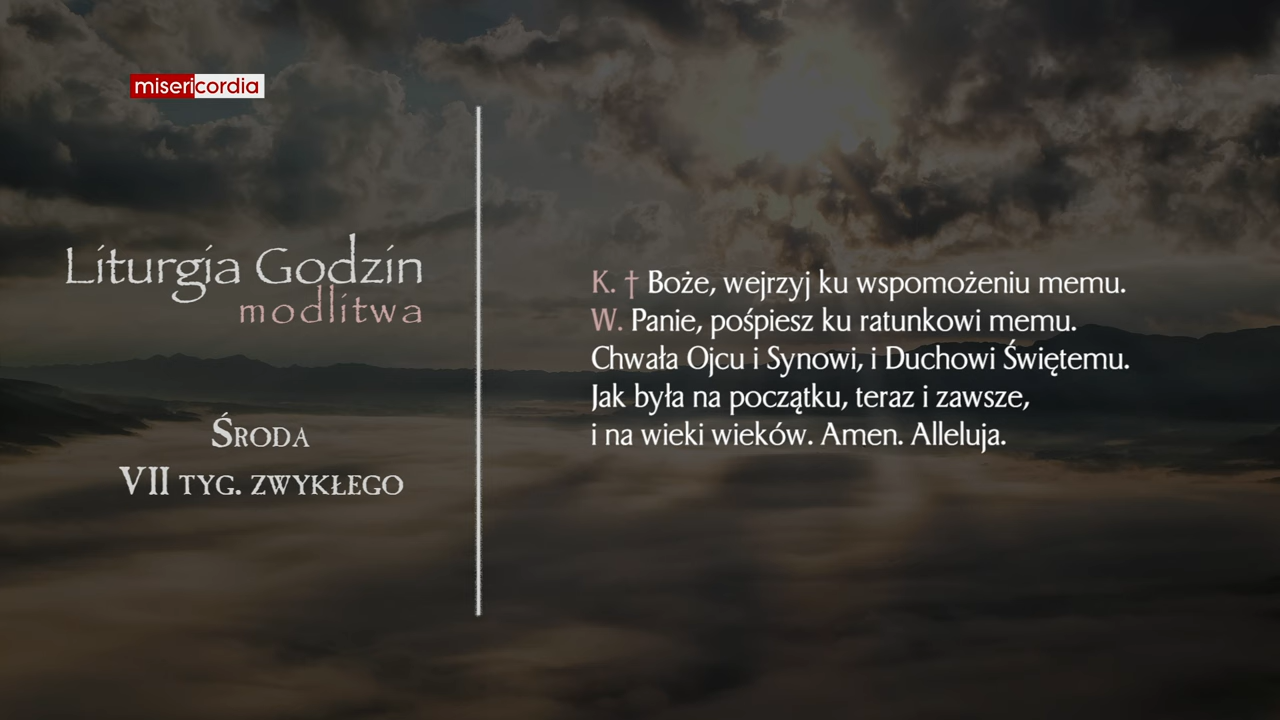 misericordia
Liturgia Godzin
modlitwa
Środa
VII tyg. zwykłego
K. † Boże, wejrzyj ku wspomożeniu memu.
W. Panie, pośpiesz ku ratunkowi memu.
Chwała Ojcu i Synowi, i Duchowi Świętemu.
Jak była na początku, teraz i zawsze,
i na wieki wieków. Amen. Alleluja.